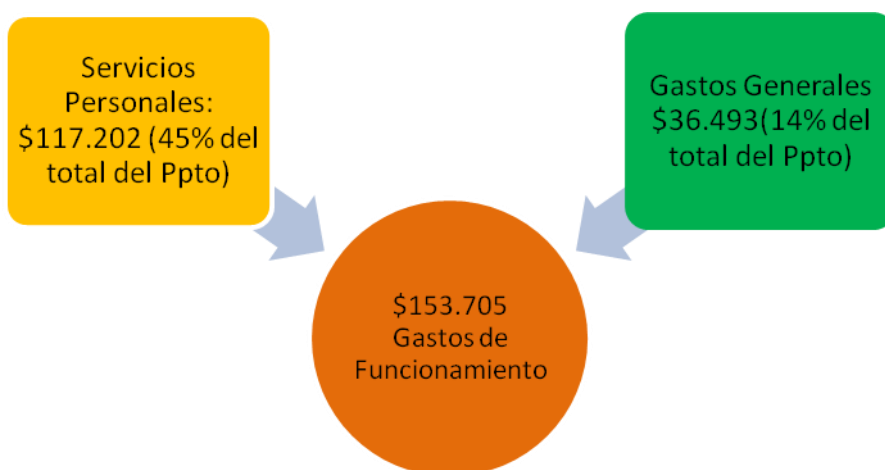 Servicios
Personales:
$117.202 (45% del
total del Ppto)
Gastos Generales
$36.493(14% del
total del Ppto)
$153.705
Gastos de
Funcionamiento